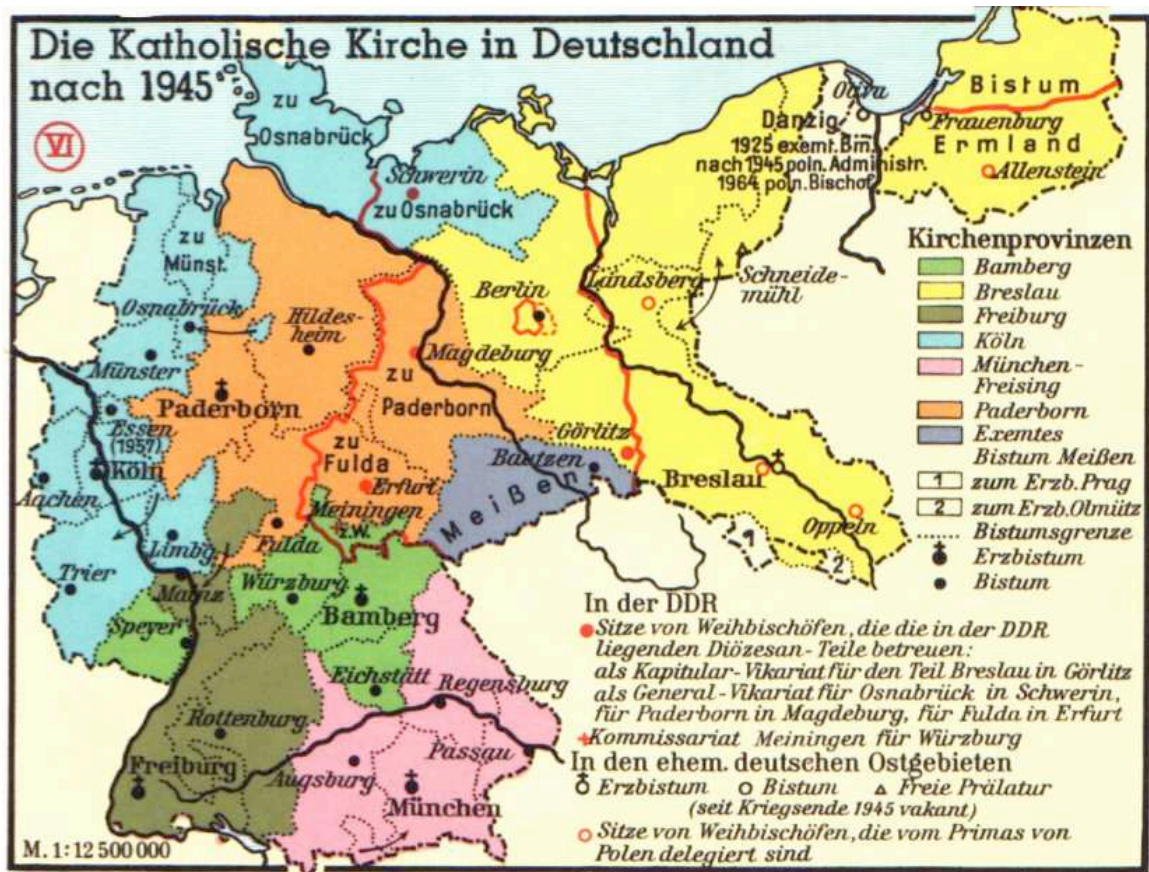 Die Katholische Kirche in Deutschland
nach 1945
VI
zu
Osnabrück
Schwerin
zu Osnabrück
zu
Münst.
Osnabrück
Hildes-
heim
Münster
Paderborn
Essen
(1957)
Köln
Aachen
Limbg.
Trier
Mainz
Speyer
Fulda
Berlin
Magdeburg
zu
Paderborn
zu
Fulda
Erfurt
Meiningen
z.W.
Würzburg
Bamberg
Eichstätt
Meißen
Bautzen
Görlitz
Landsberg
Schneide-
mühl
Breslau
Oppeln
1
2
Oliva
Danzig
1925 exemt. Bm.
nach 1945 poln. Administr.
1964 poln. Bischof
Bistum
Frauenburg
Ermland
Allenstein
Rottenburg
Freiburg
Augsburg
Regensburg
Passau
München
Kirchenprovinzen
Bamberg
Breslau
Freiburg
Köln
München-
Freising
Paderborn
Exemtes
Bistum Meißen
1 zum Erzb. Prag
2 zum Erzb. Olmütz
Bistumsgrenze
Erzbistum
Bistum
In der DDR
Sitze von Weihbischöfen, die die in der DDR
liegenden Diözesan-Teile betreuen:
als Kapitular-Vikariat für den Teil Breslau in Görlitz
als General-Vikariat für Osnabrück in Schwerin,
für Paderborn in Magdeburg, für Fulda in Erfurt
Kommissariat Meiningen für Würzburg
In den ehem. deutschen Ostgebieten
Erzbistum Bistum Freie Prälatur
(seit Kriegsende 1945 vakant)
Sitze von Weihbischöfen, die vom Primas von
Polen delegiert sind
M. 1:12 500 000